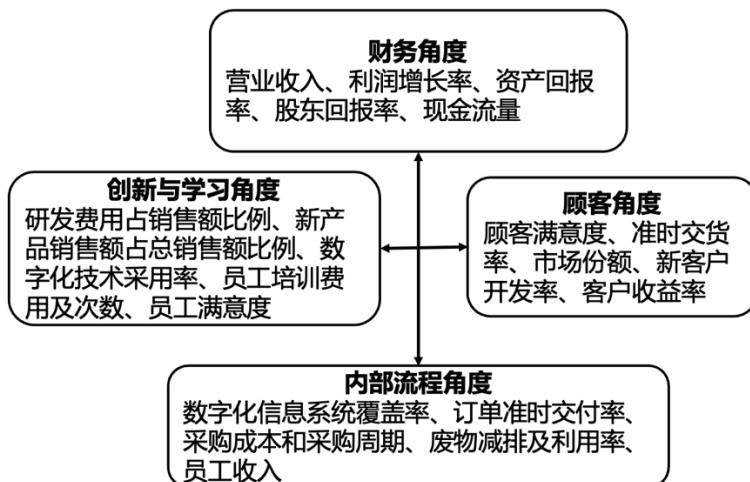 财务角度
营业收入、利润增长率、资产回报
率、股东回报率、现金流量
创新与学习角度
研发费用占销售额比例、新产
品销售额占总销售额比例、数
字化技术采用率、员工培训费
用及次数、员工满意度
顾客角度
顾客满意度、准时交货
率、市场份额、新客户
开发率、客户收益率
内部流程角度
数字化信息系统覆盖率、订单准时交付率、
采购成本和采购周期、废物减排及利用率、
员工收入